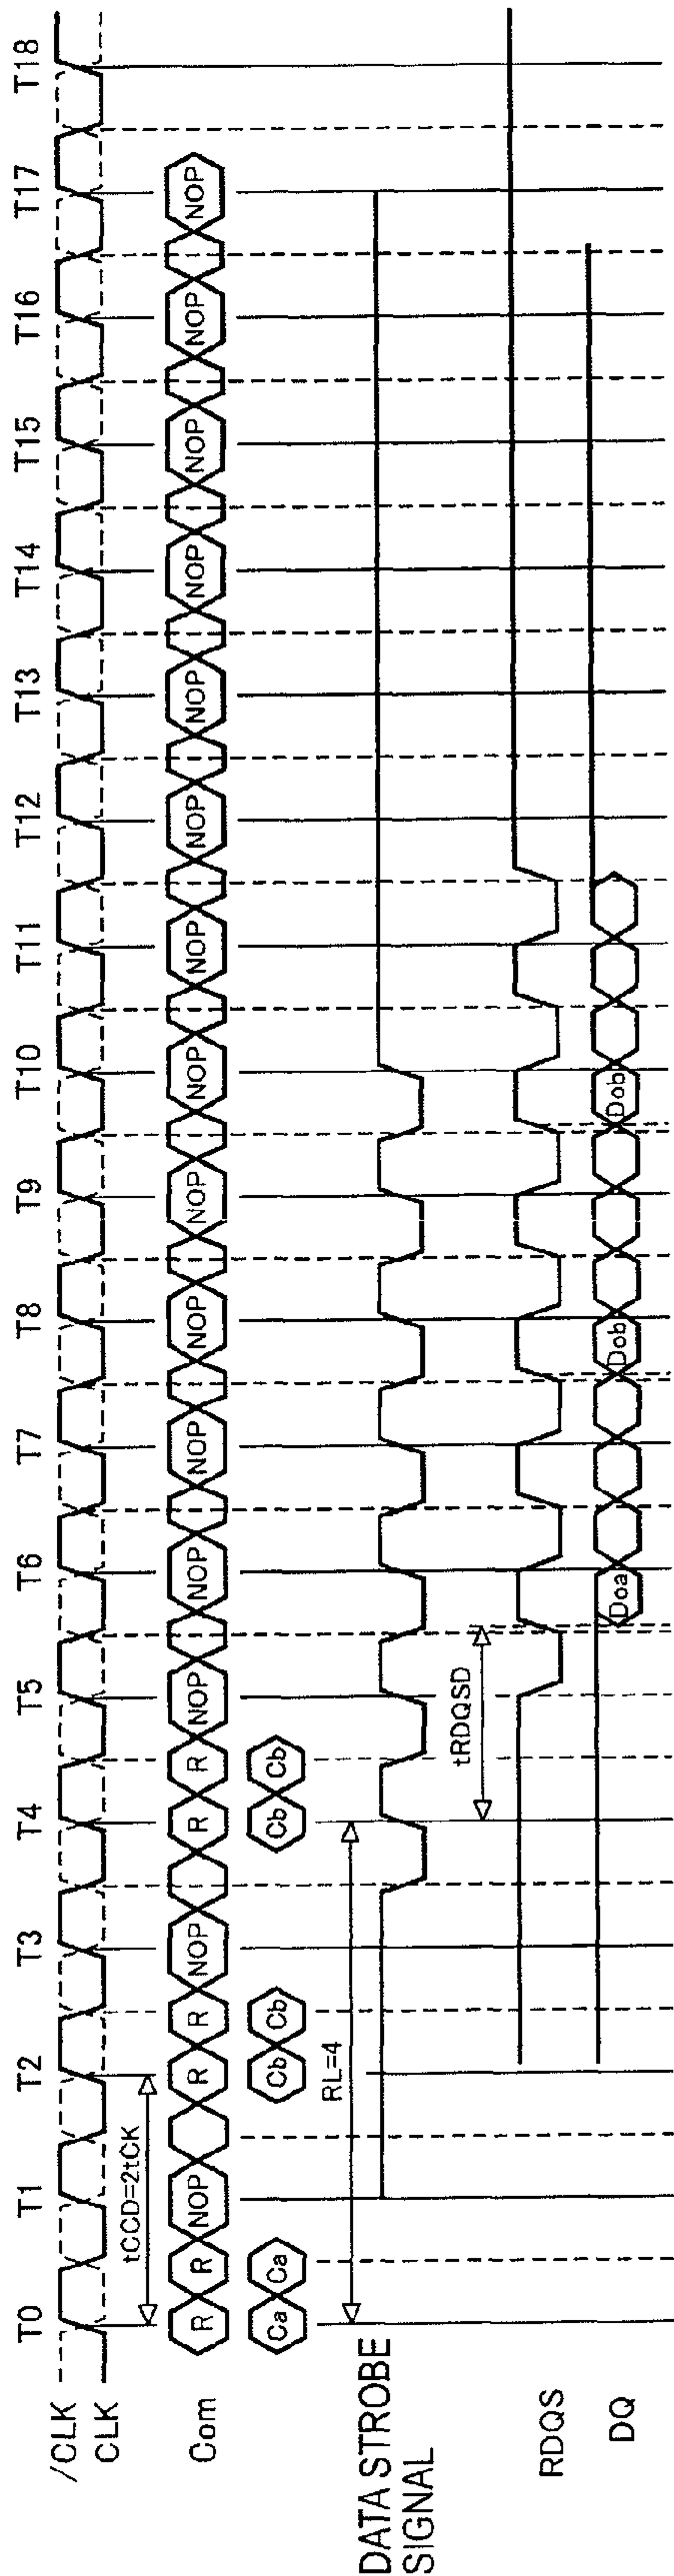 T0 T1 T2 T3 T4 T5 T6 T7 T8 T9 T10 T11 T12 T13 T14 T15 T16 T17 T18
/CLK
CLK
tCCD=2tCK
Com R R NOP R R NOP R R NOP NOP NOP NOP NOP NOP NOP NOP NOP NOP NOP NOP NOP NOP
Ca Ca Cb Cb Cb Cb
RL=4
DATA STROBE
SIGNAL
tRDQSD
RDQS
DQ Doa Dob Dob